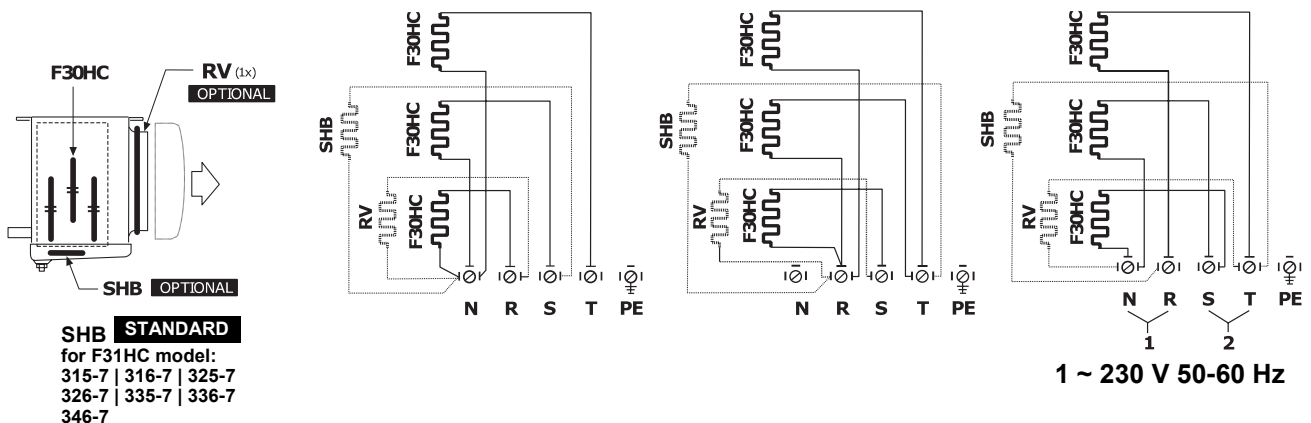 F30HC
RV (1x)
OPTIONAL
SHB OPTIONAL
SHB STANDARD
for F31HC model:
315-7 | 316-7 | 325-7
326-7 | 335-7 | 336-7
346-7
F30HC
SHB
F30HC
RV
F30HC
N R S T PE
F30HC
SHB
F30HC
RV
F30HC
N R S T PE
F30HC
SHB
F30HC
RV
F30HC
N R S T PE
1 2
1 ~ 230 V 50-60 Hz